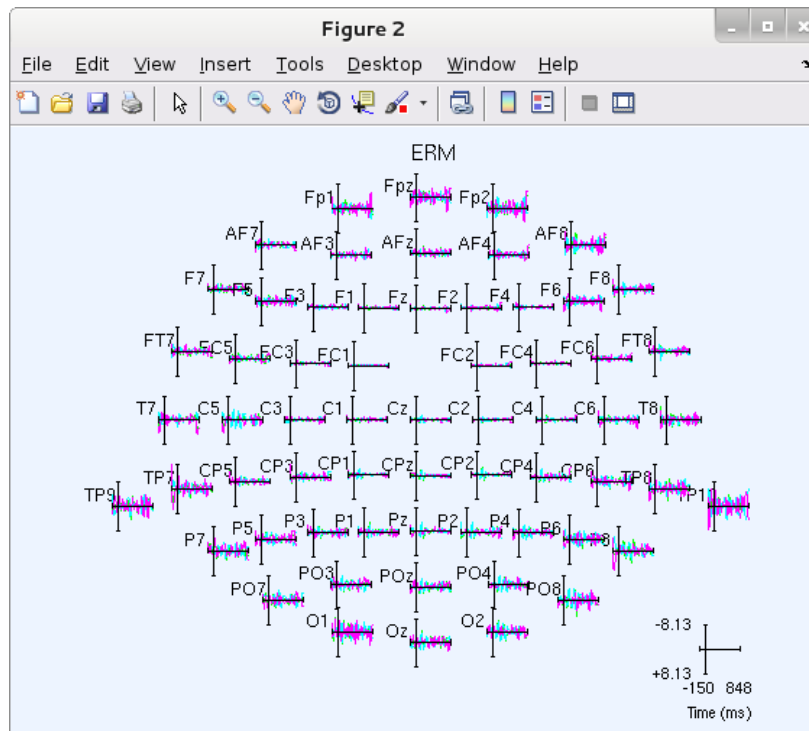 Figure 2
File Edit View Insert Tools Desktop Window Help
ERM
Fp1 Fpz Fp2
AF7 AF3 AFz AF4 AF8
F7 F5 F3 F1 Fz F2 F4 F6 F8
FT7 FC5 FC3 FC1 FC2 FC4 FC6 FT8
T7 C5 C3 C1 Cz C2 C4 C6 T8
TP9 TP7 CP5 CP3 CP1 CPz CP2 CP4 CP6 TP8
P7 P5 P3 P1 Pz P2 P4 P6
PO7 PO3 POz PO4 PO8
O1 Oz O2
-8.13
+8.13
-150 848
Time (ms)